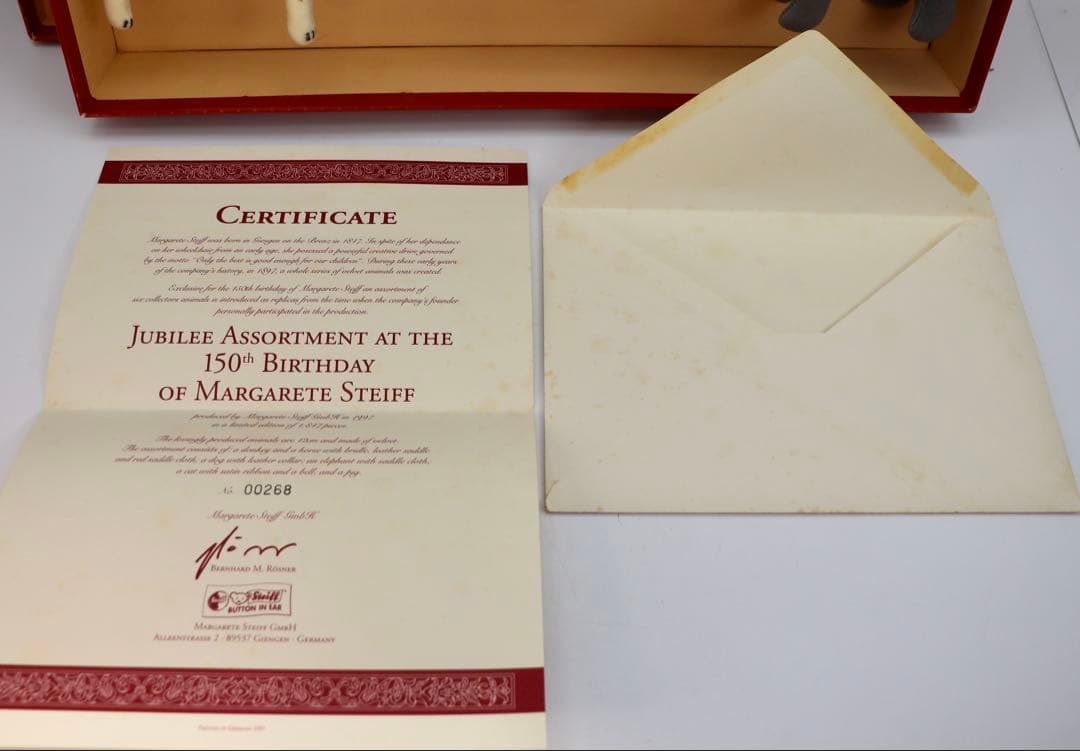 CERTIFICATE
Margarete Steiff was born in Giengen on the Brenz in 1847. In spite of her dependance
on her wheelchair from an early age, she posessed a powerful creative drive governed
by the motto "Only the best is good enough for our children". During these early years
of the company's history, in 1897, a whole series of velvet animals was created.
Exclusive for the 150th birthday of Margarete Steiff an assortment of
six collectors animals is introduced as replicas from the time when the company's founder
personally participated in the production.
JUBILEE ASSORTMENT AT THE
150th BIRTHDAY
OF MARGARETE STEIFF
produced by Margarete Steiff GmbH in 1997
in a limited edition of 1,847 pieces.
The lovingly produced animals are 12cm and made of velvet.
The assortment consists of: a donkey and a horse with bridle, leather saddle
and red saddle cloth, a dog with leather collar, an elephant with saddle cloth,
a cat with satin ribbon and a bell, and a pig.
No. 00268
Margarete Steiff GmbH
BERNHARD M. RÖSNER
Steiff
BUTTON IN EAR
MARGARETE STEIFF GMBH
ALLEENSTRASSE 2 · 89537 GIENGEN · GERMANY